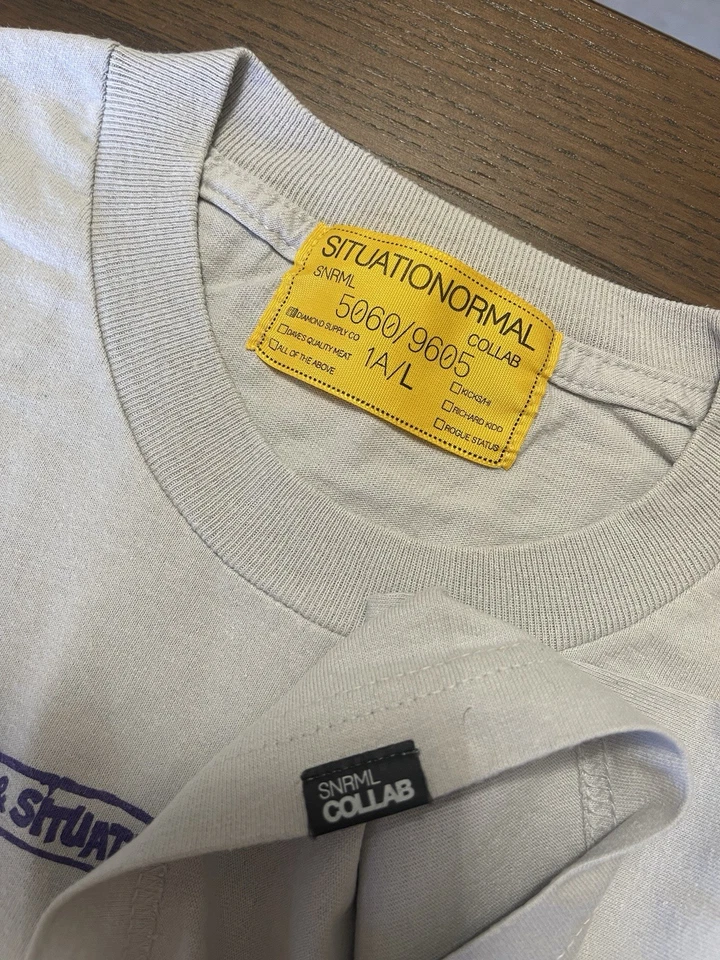 SITUATIONORMAL
SNRML
COLLAB
5060/9605
DIAMOND SUPPLY CO
DAVE'S QUALITY MEAT
ALL OF THE ABOVE
1A/L
KICKS/HI
RICHARD KIDD
ROGUE STATUS
SNRML
COLLAB
& SITUAT